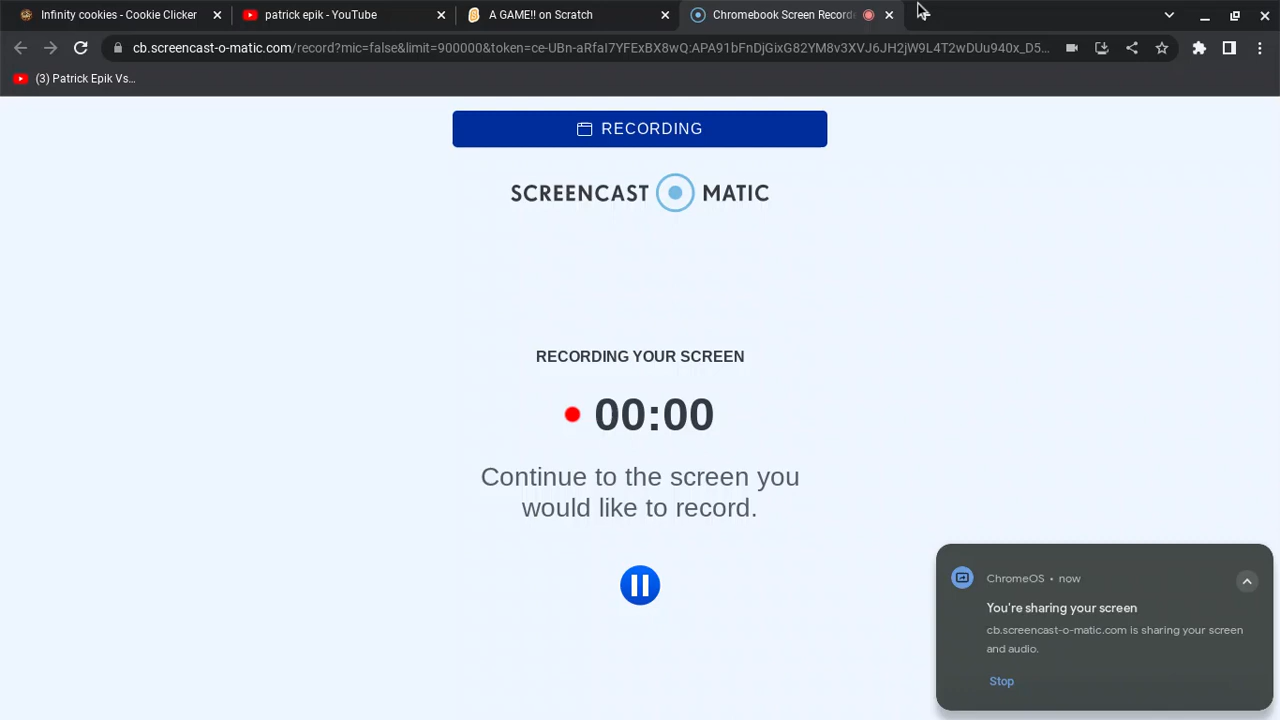 Infinity cookies - Cookie Clicker
patrick epik - YouTube
A GAME!! on Scratch
Chromebook Screen Record
cb.screencast-o-matic.com/record?mic=false&limit=900000&token=ce-UBn-aRfaI7YFExBX8wQ:APA91bFnDjGixG82YM8v3XVJ6JH2jW9L4T2wDUu940x_D5...
(3) Patrick Epik Vs...
RECORDING
SCREENCAST MATIC
RECORDING YOUR SCREEN
00:00
Continue to the screen you
would like to record.
ChromeOS • now
You're sharing your screen
cb.screencast-o-matic.com is sharing your screen
and audio.
Stop